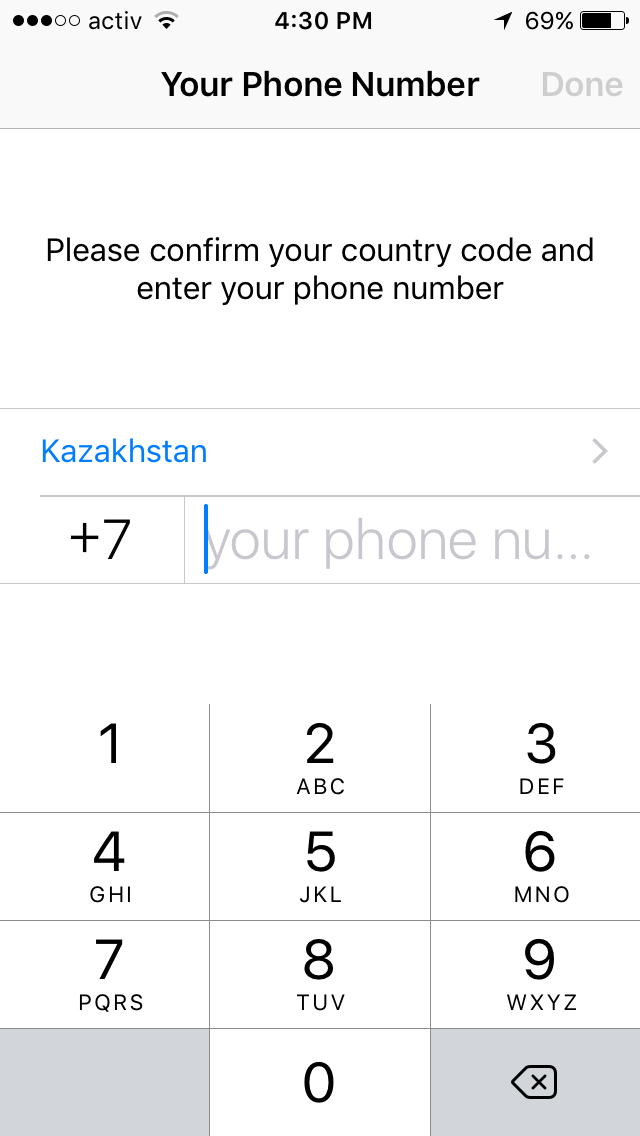 activ 4:30 PM 69%
Your Phone Number Done
Please confirm your country code and
enter your phone number
Kazakhstan
+7 your phone nu...
1 2 3
ABC DEF
4 5 6
GHI JKL MNO
7 8 9
PQRS TUV WXYZ
0